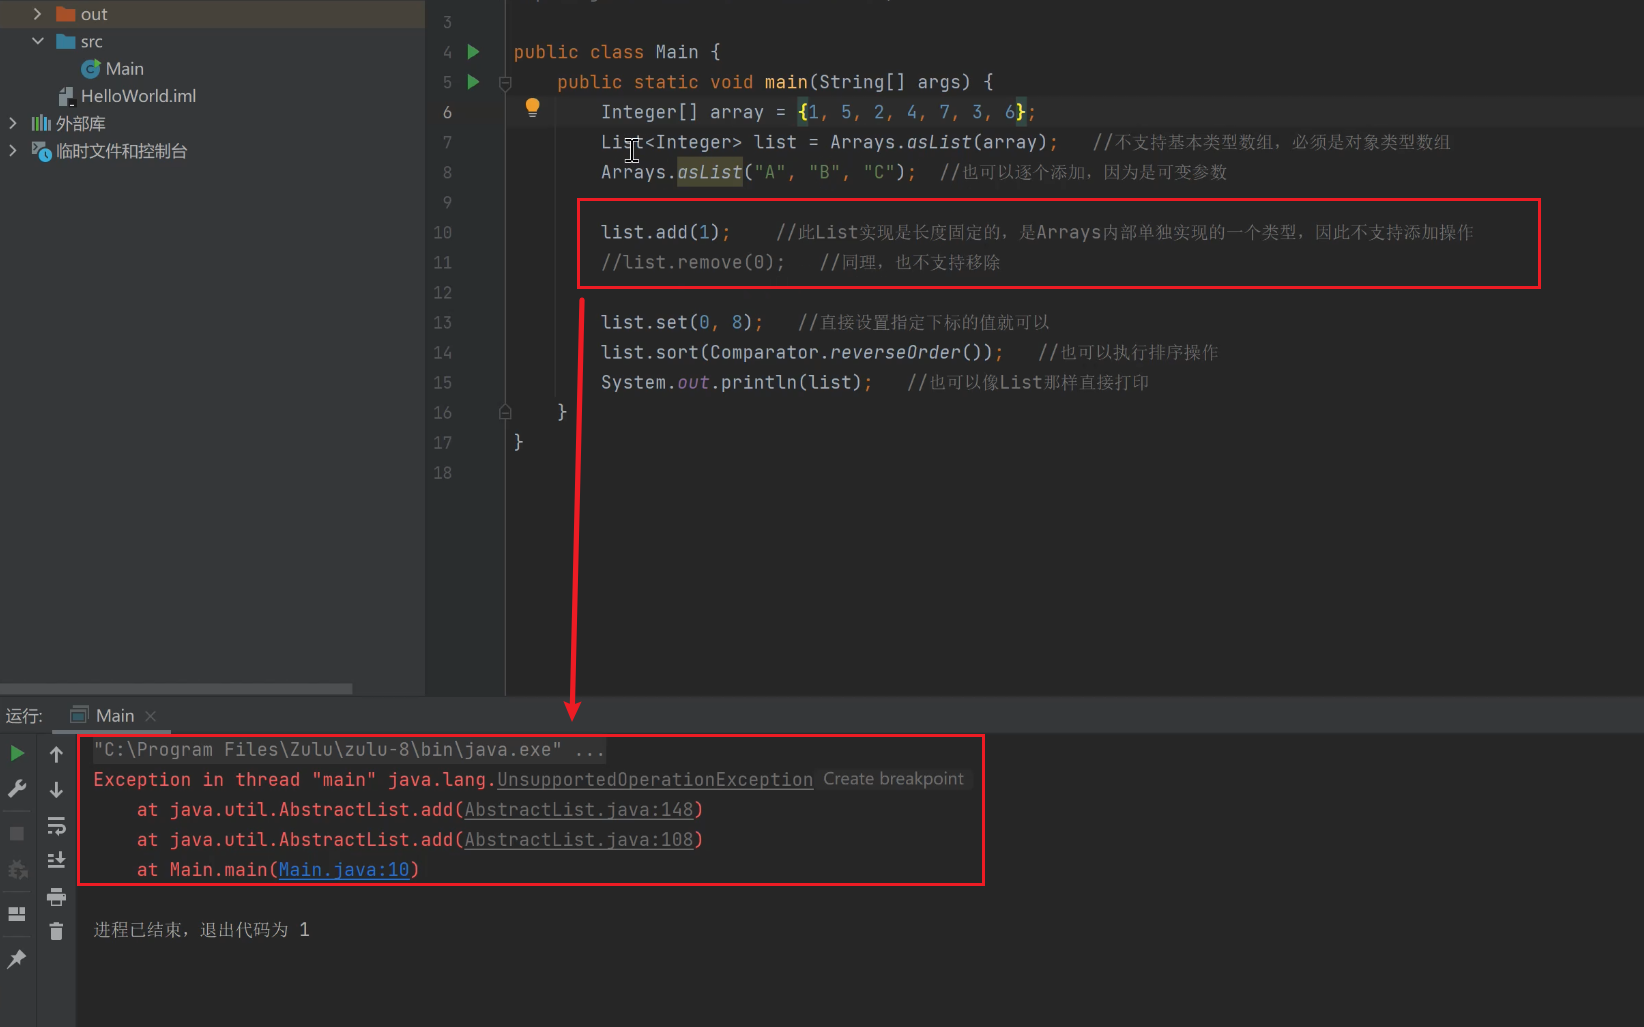 out
src
Main
HelloWorld.iml
外部库
临时文件和控制台
3
4 public class Main {
5 public static void main(String[] args) {
6 Integer[] array = {1, 5, 2, 4, 7, 3, 6};
7 List<Integer> list = Arrays.asList(array); //不支持基本类型数组，必须是对象类型数组
8 Arrays.asList("A", "B", "C"); //也可以逐个添加，因为是可变参数
9
10 list.add(1); //此List实现是长度固定的，是Arrays内部单独实现的一个类型，因此不支持添加操作
11 //list.remove(0); //同理，也不支持移除
12
13 list.set(0, 8); //直接设置指定下标的值就可以
14 list.sort(Comparator.reverseOrder()); //也可以执行排序操作
15 System.out.println(list); //也可以像List那样直接打印
16 }
17 }
18
运行: Main
"C:\Program Files\Zulu\zulu-8\bin\java.exe" ...
Exception in thread "main" java.lang.UnsupportedOperationException Create breakpoint
at java.util.AbstractList.add(AbstractList.java:148)
at java.util.AbstractList.add(AbstractList.java:108)
at Main.main(Main.java:10)
进程已结束，退出代码为 1